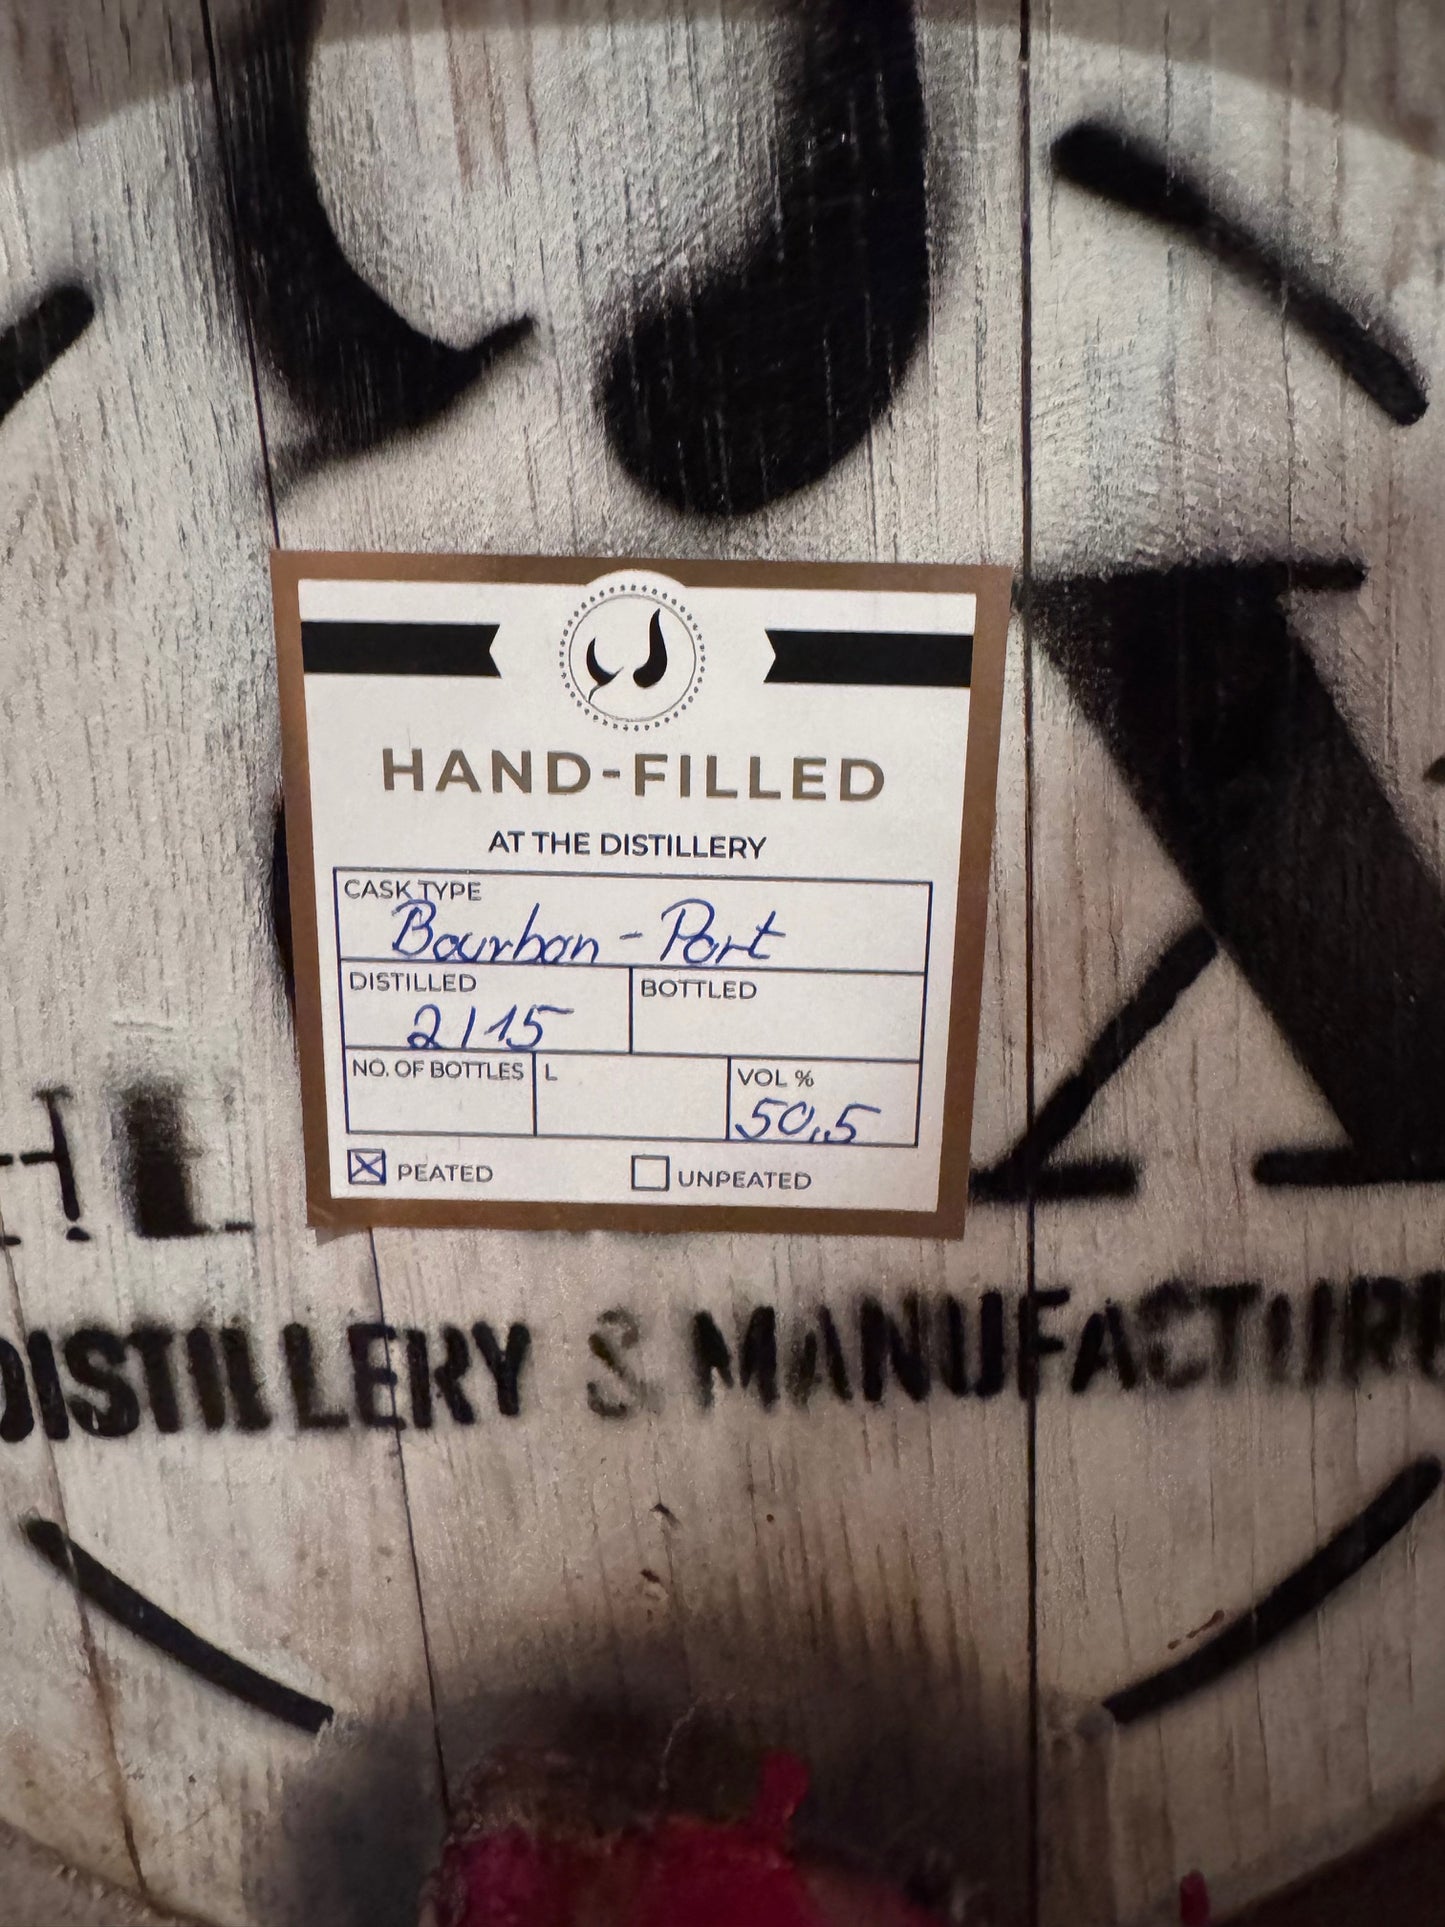 HAND-FILLED
AT THE DISTILLERY
CASK TYPE
Bourbon - Port
DISTILLED
2/15
BOTTLED
NO. OF BOTTLES
L
VOL %
50,5
PEATED
UNPEATED
DISTILLERY & MANUFACTUR